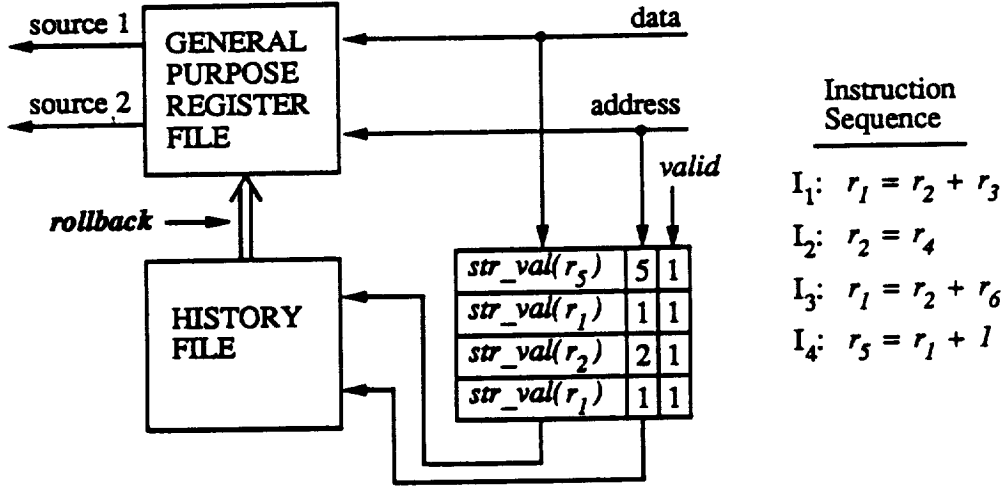 source 1
source 2
GENERAL
PURPOSE
REGISTER
FILE
data
address
valid
rollback
HISTORY
FILE
str_val(r5) 5 1
str_val(r1) 1 1
str_val(r2) 2 1
str_val(r1) 1 1
Instruction
Sequence
I1: r1 = r2 + r3
I2: r2 = r4
I3: r1 = r2 + r6
I4: r5 = r1 + 1